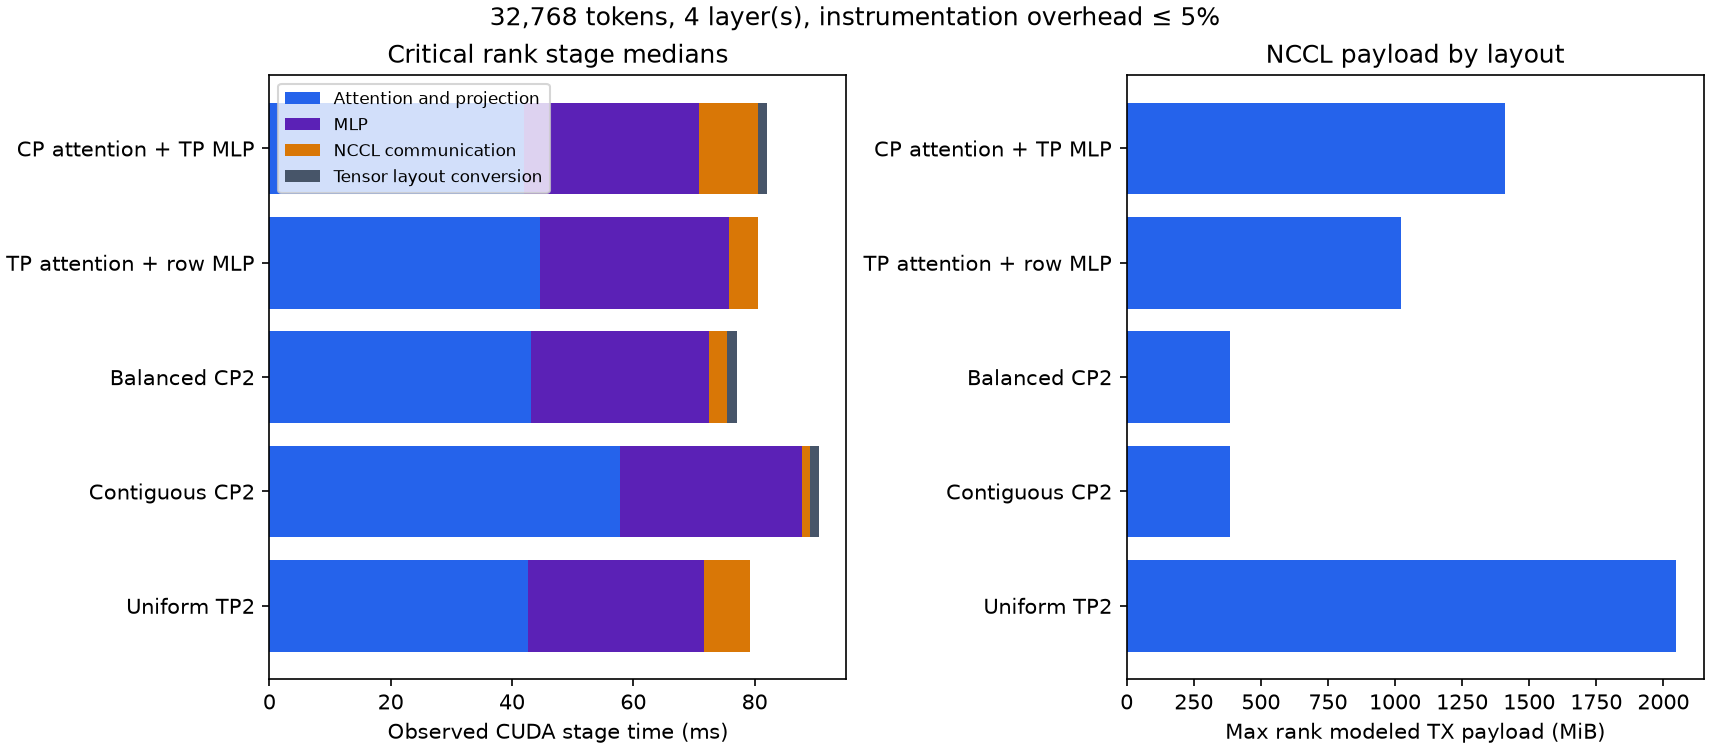 32,768 tokens, 4 layer(s), instrumentation overhead ≤ 5%
Critical rank stage medians
Attention and projection
MLP
NCCL communication
Tensor layout conversion
CP attention + TP MLP
TP attention + row MLP
Balanced CP2
Contiguous CP2
Uniform TP2
0 20 40 60 80
Observed CUDA stage time (ms)
NCCL payload by layout
CP attention + TP MLP
TP attention + row MLP
Balanced CP2
Contiguous CP2
Uniform TP2
0 250 500 750 1000 1250 1500 1750 2000
Max rank modeled TX payload (MiB)